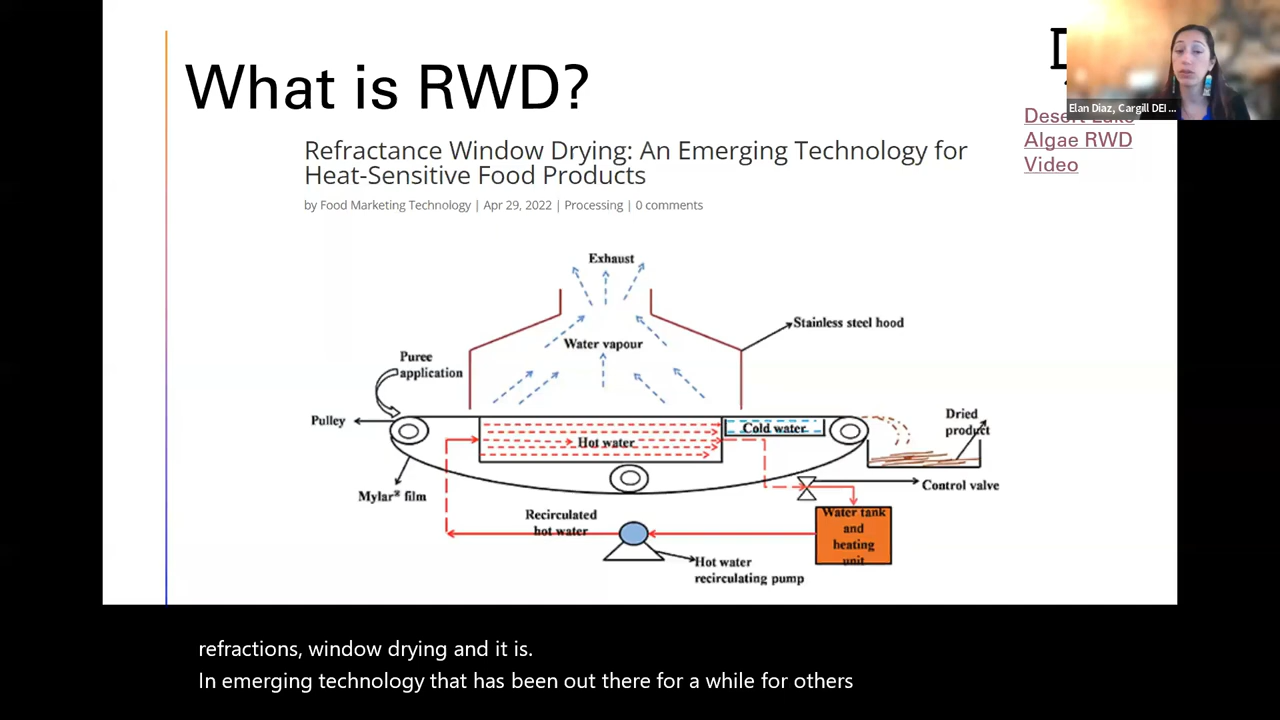 What is RWD?
Refractance Window Drying: An Emerging Technology for
Heat-Sensitive Food Products
by Food Marketing Technology | Apr 29, 2022 | Processing | 0 comments
Elan Diaz, Cargill DEI ...
Algae RWD
Video
Exhaust
Stainless steel hood
Water vapour
Puree
application
Pulley
Dried
product
Cold water
Hot water
Mylar® film
Control valve
Recirculated
hot water
Water tank
and
heating
unit
Hot water
recirculating pump
refractions, window drying and it is.
In emerging technology that has been out there for a while for others